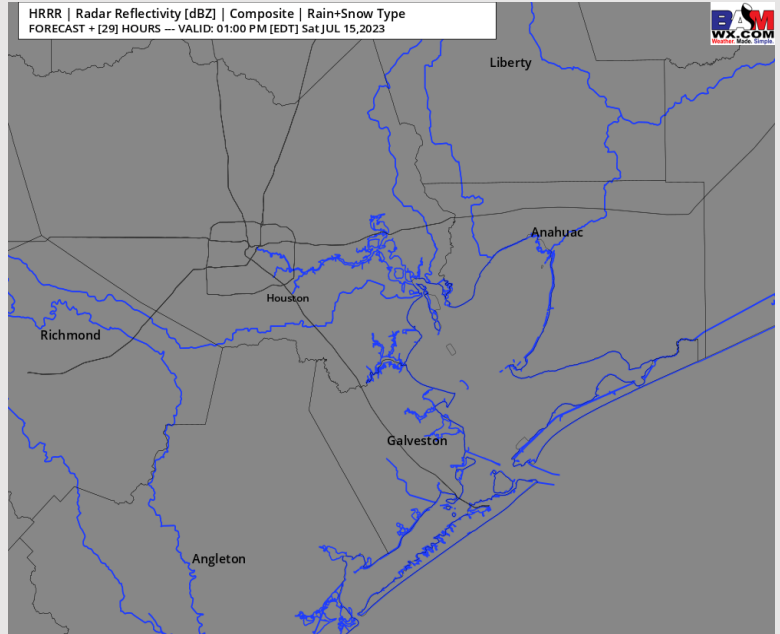 HRRR | Radar Reflectivity [dBZ] | Composite | Rain+Snow Type
FORECAST + [29] HOURS --- VALID: 01:00 PM [EDT] Sat JUL 15,2023
BAM
WX.COM
Weather. Made. Simple.
Liberty
Anahuac
Houston
Richmond
Galveston
Angleton